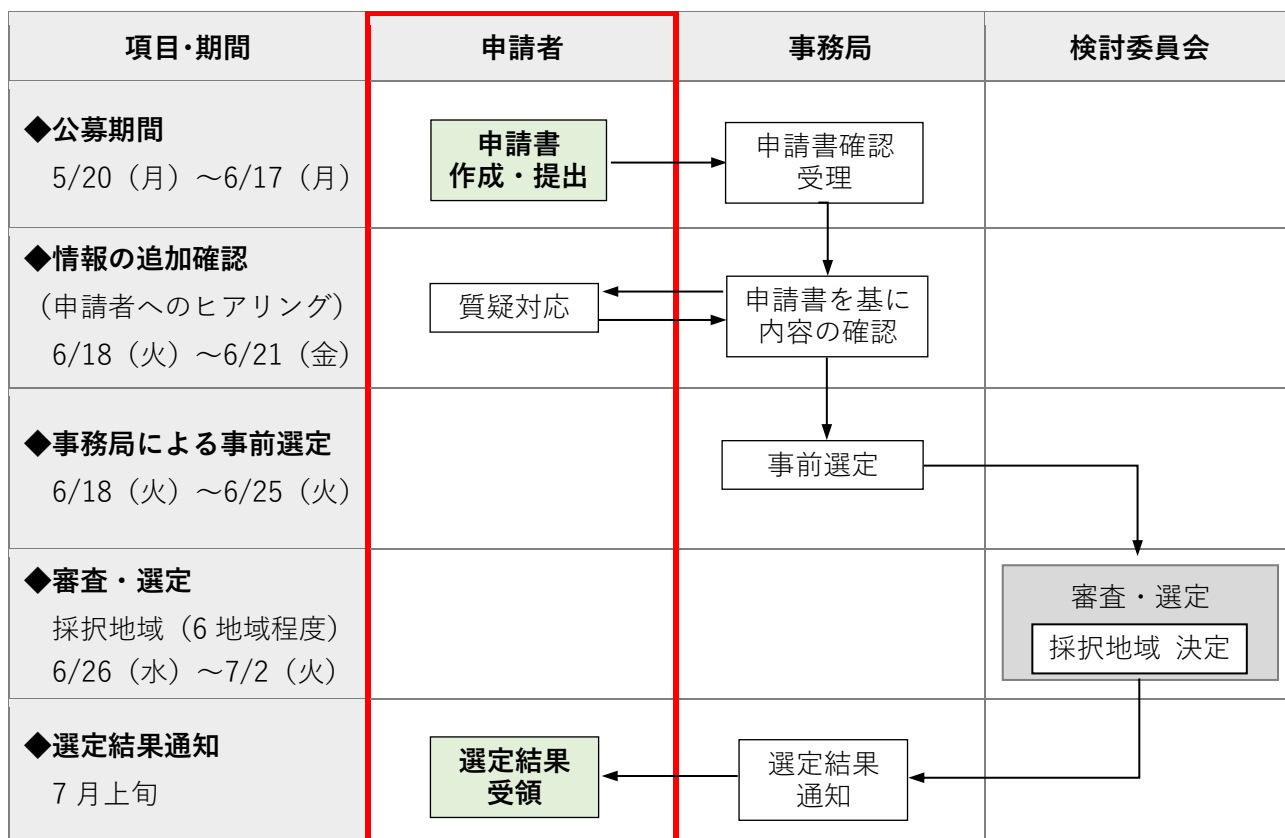 項目･期間
申請者
事務局
検討委員会
◆公募期間
5/20（月）～6/17（月）
申請書
作成・提出
申請書確認
受理
◆情報の追加確認
（申請者へのヒアリング）
6/18（火）～6/21（金）
質疑対応
申請書を基に
内容の確認
◆事務局による事前選定
6/18（火）～6/25（火）
事前選定
◆審査・選定
採択地域（6 地域程度）
6/26（水）～7/2（火）
審査・選定
採択地域 決定
◆選定結果通知
7 月上旬
選定結果
受領
選定結果
通知